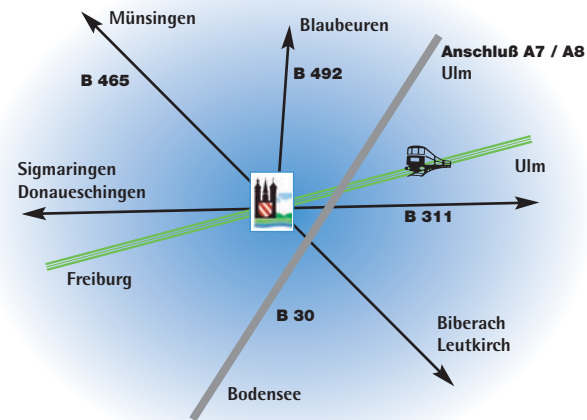 Münsingen
Blaubeuren
Anschluß A7 / A8
Ulm
B 465
B 492
Sigmaringen
Donaueschingen
Ulm
B 311
Freiburg
B 30
Biberach
Leutkirch
Bodensee